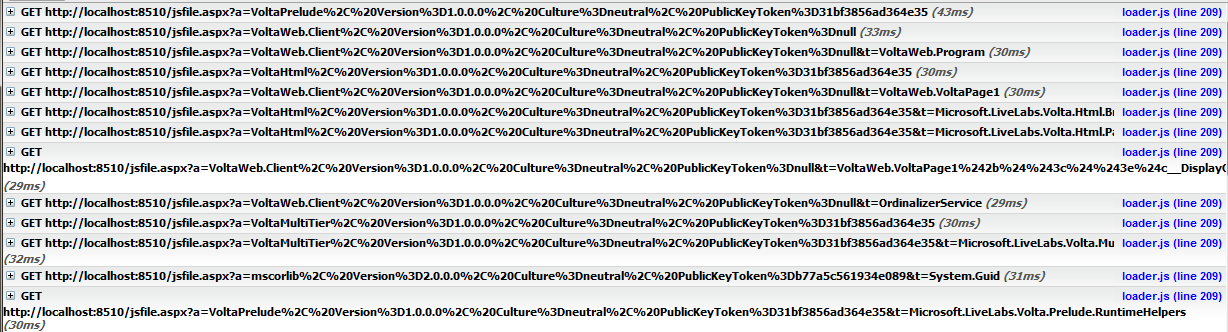 GET http://localhost:8510/jsfile.aspx?a=VoltaPrelude%2C%20Version%3D1.0.0.0%2C%20Culture%3Dneutral%2C%20PublicKeyToken%3D31bf3856ad364e35 (43ms) loader.js (line 209)
GET http://localhost:8510/jsfile.aspx?a=VoltaWeb.Client%2C%20Version%3D1.0.0.0%2C%20Culture%3Dneutral%2C%20PublicKeyToken%3Dnull (33ms) loader.js (line 209)
GET http://localhost:8510/jsfile.aspx?a=VoltaWeb.Client%2C%20Version%3D1.0.0.0%2C%20Culture%3Dneutral%2C%20PublicKeyToken%3Dnull&t=VoltaWeb.Program (30ms) loader.js (line 209)
GET http://localhost:8510/jsfile.aspx?a=VoltaHtml%2C%20Version%3D1.0.0.0%2C%20Culture%3Dneutral%2C%20PublicKeyToken%3D31bf3856ad364e35 (30ms) loader.js (line 209)
GET http://localhost:8510/jsfile.aspx?a=VoltaWeb.Client%2C%20Version%3D1.0.0.0%2C%20Culture%3Dneutral%2C%20PublicKeyToken%3Dnull&t=VoltaWeb.VoltaPage1 (30ms) loader.js (line 209)
GET http://localhost:8510/jsfile.aspx?a=VoltaHtml%2C%20Version%3D1.0.0.0%2C%20Culture%3Dneutral%2C%20PublicKeyToken%3D31bf3856ad364e35&t=Microsoft.LiveLabs.Volta.Html.Br loader.js (line 209)
GET http://localhost:8510/jsfile.aspx?a=VoltaHtml%2C%20Version%3D1.0.0.0%2C%20Culture%3Dneutral%2C%20PublicKeyToken%3D31bf3856ad364e35&t=Microsoft.LiveLabs.Volta.Html.Pa loader.js (line 209)
GET loader.js (line 209)
http://localhost:8510/jsfile.aspx?a=VoltaWeb.Client%2C%20Version%3D1.0.0.0%2C%20Culture%3Dneutral%2C%20PublicKeyToken%3Dnull&t=VoltaWeb.VoltaPage1%242b%24%243c%24%243e%24c__DisplayC
(29ms)
GET http://localhost:8510/jsfile.aspx?a=VoltaWeb.Client%2C%20Version%3D1.0.0.0%2C%20Culture%3Dneutral%2C%20PublicKeyToken%3Dnull&t=OrdinalizerService (29ms) loader.js (line 209)
GET http://localhost:8510/jsfile.aspx?a=VoltaMultiTier%2C%20Version%3D1.0.0.0%2C%20Culture%3Dneutral%2C%20PublicKeyToken%3D31bf3856ad364e35 (30ms) loader.js (line 209)
GET http://localhost:8510/jsfile.aspx?a=VoltaMultiTier%2C%20Version%3D1.0.0.0%2C%20Culture%3Dneutral%2C%20PublicKeyToken%3D31bf3856ad364e35&t=Microsoft.LiveLabs.Volta.Mu loader.js (line 209)
(32ms)
GET http://localhost:8510/jsfile.aspx?a=mscorlib%2C%20Version%3D2.0.0.0%2C%20Culture%3Dneutral%2C%20PublicKeyToken%3Db77a5c561934e089&t=System.Guid (31ms) loader.js (line 209)
GET loader.js (line 209)
http://localhost:8510/jsfile.aspx?a=VoltaPrelude%2C%20Version%3D1.0.0.0%2C%20Culture%3Dneutral%2C%20PublicKeyToken%3D31bf3856ad364e35&t=Microsoft.LiveLabs.Volta.Prelude.RuntimeHelpers
(30ms)